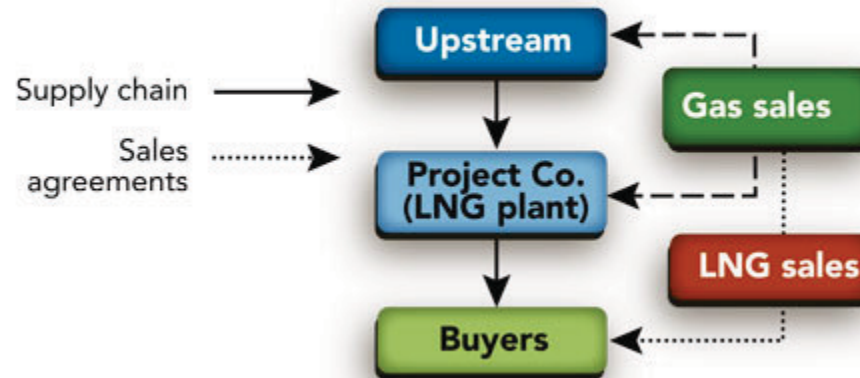 Upstream
Supply chain
Gas sales
Sales
agreements
Project Co.
(LNG plant)
LNG sales
Buyers